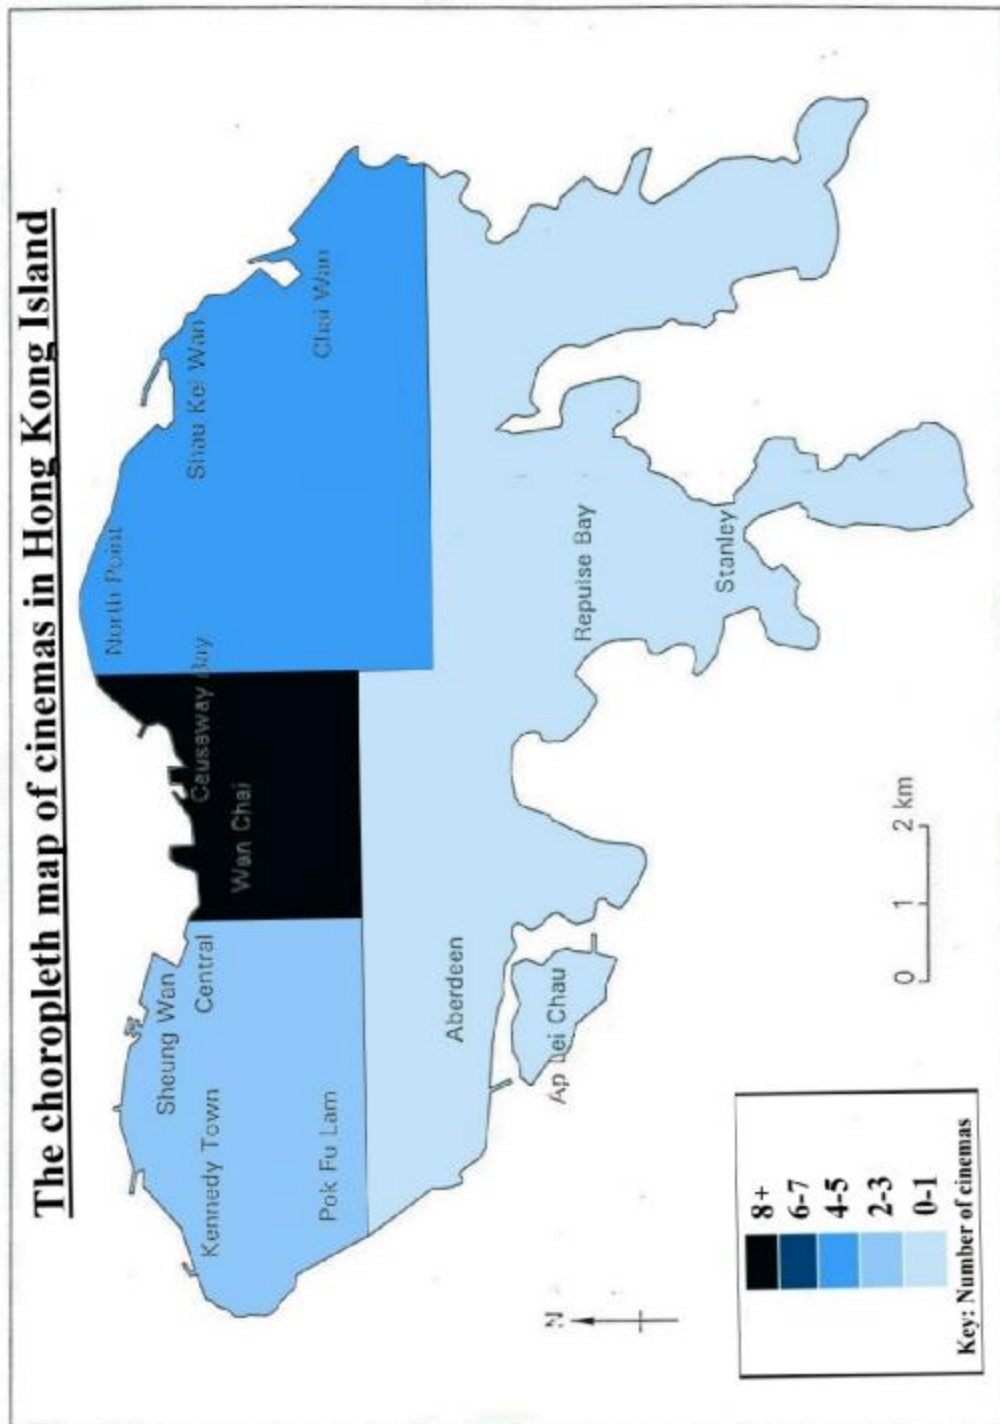 The choropleth map of cinemas in Hong Kong Island
North Point
Sheung Wan
Shau Kei Wan
Kennedy Town
Central
Causeway Bay
Wan Chai
Chai Wan
Pok Fu Lam
Aberdeen
Repulse Bay
Ap Lei Chau
Stanley
N
8+
6-7
4-5
2-3
0-1
Key: Number of cinemas
0 1 2 km